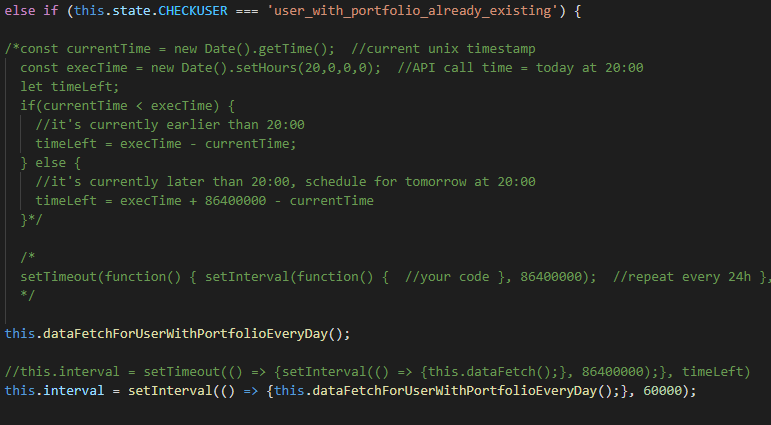 else if (this.state.CHECKUSER === 'user_with_portfolio_already_existing') {
/*const currentTime = new Date().getTime();  //current unix timestamp
const execTime = new Date().setHours(20,0,0,0);  //API call time = today at 20:00
let timeLeft;
if(currentTime < execTime) {
//it's currently earlier than 20:00
timeLeft = execTime - currentTime;
} else {
//it's currently later than 20:00, schedule for tomorrow at 20:00
timeLeft = execTime + 86400000 - currentTime
}*/
/*
setTimeout(function() { setInterval(function() {  //your code }, 86400000);  //repeat every 24h },
*/
this.dataFetchForUserWithPortfolioEveryDay();
//this.interval = setTimeout(() => {setInterval(() => {this.dataFetch();}, 86400000);}, timeLeft)
this.interval = setInterval(() => {this.dataFetchForUserWithPortfolioEveryDay();}, 60000);